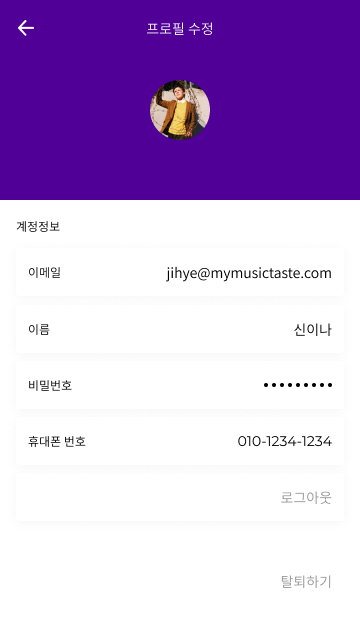 프로필 수정
계정정보
이메일 jihye@mymusictaste.com
이름 신이나
비밀번호 •••••••••
휴대폰 번호 010-1234-1234
로그아웃
탈퇴하기